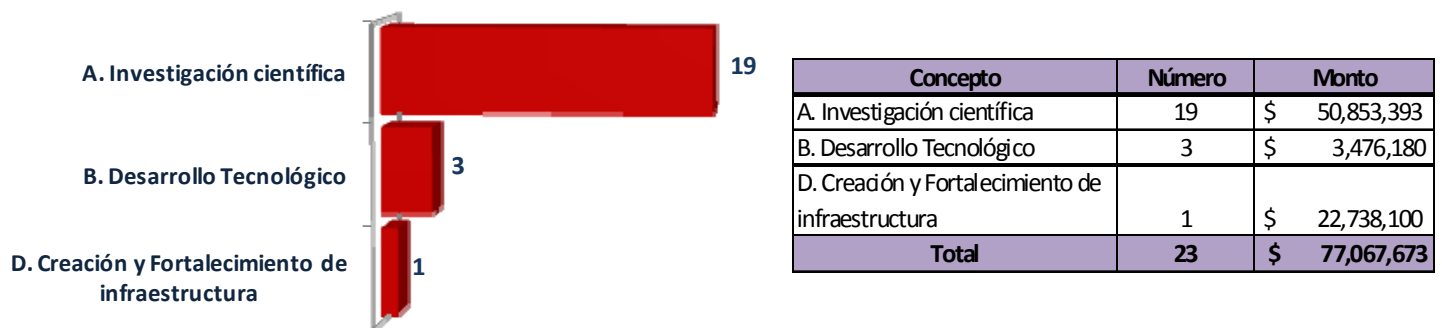 A. Investigación científica
19
B. Desarrollo Tecnológico
3
D. Creación y Fortalecimiento de
infraestructura
1
Concepto Número Monto
A. Investigación científica 19 $ 50,853,393
B. Desarrollo Tecnológico 3 $ 3,476,180
D. Creación y Fortalecimiento de
infraestructura 1 $ 22,738,100
Total 23 $ 77,067,673